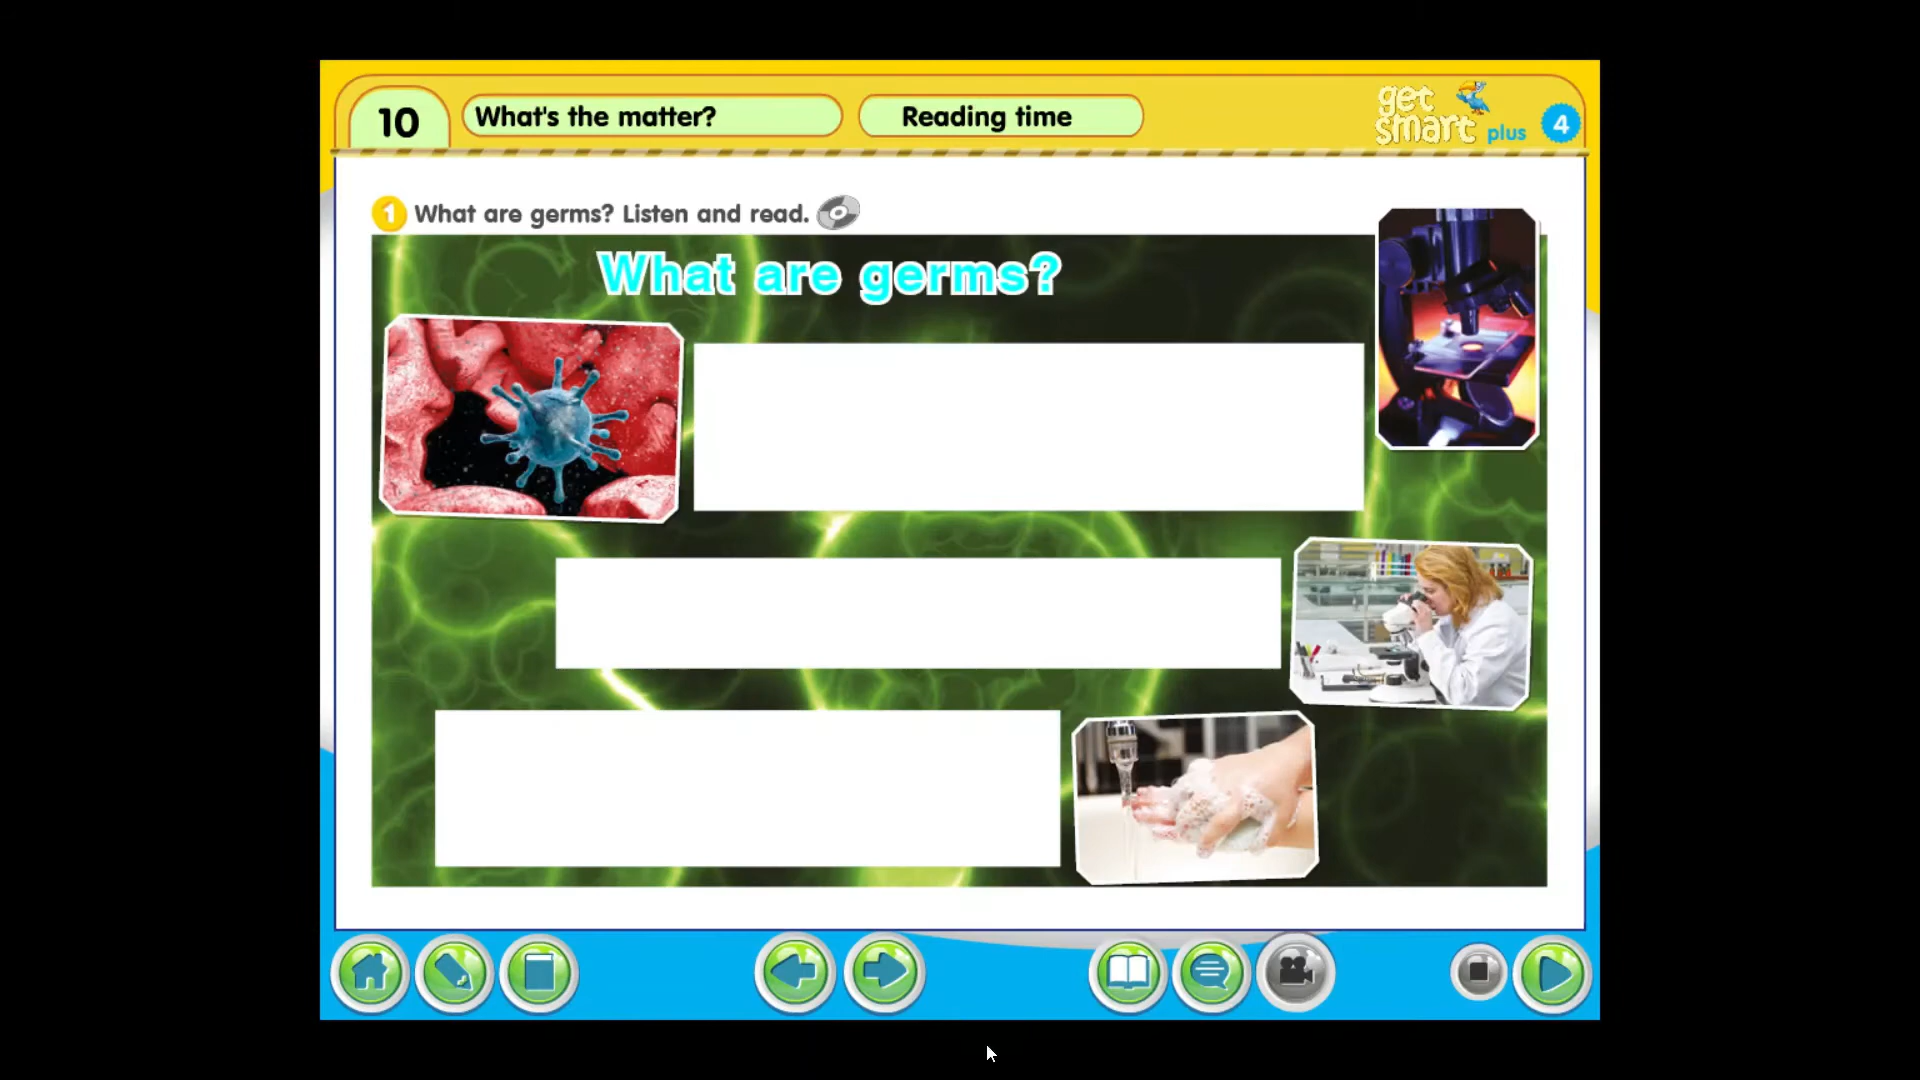 10
What's the matter?
Reading time
get smart plus 4
1 What are germs? Listen and read.
What are germs?